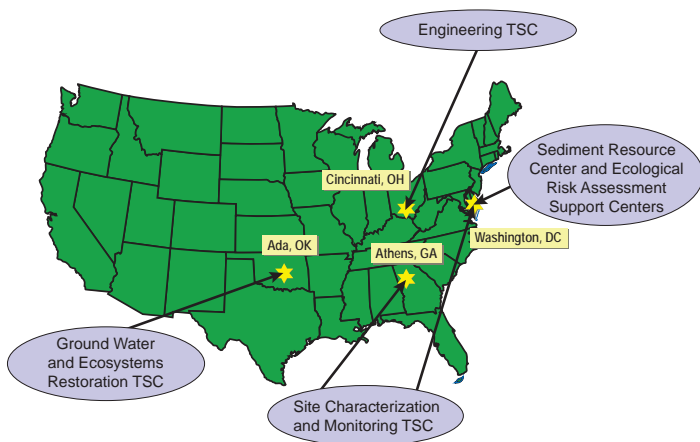 Engineering TSC
Sediment Resource
Center and Ecological
Risk Assessment
Support Centers
Cincinnati, OH
Washington, DC
Ada, OK
Athens, GA
Ground Water
and Ecosystems
Restoration TSC
Site Characterization
and Monitoring TSC